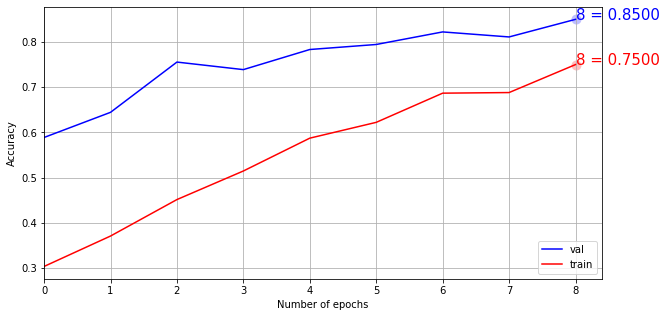 8 = 0.8500
8 = 0.7500
0.8
0.7
0.6
0.5
0.4
0.3
Accuracy
0 1 2 3 4 5 6 7 8
Number of epochs
val
train